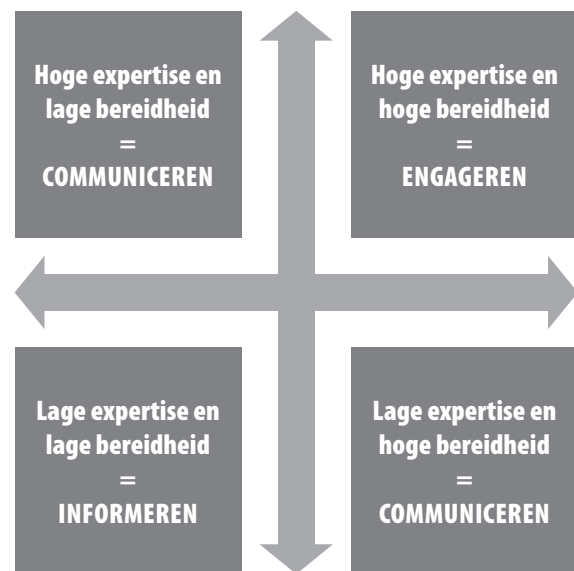 Hoge expertise en
lage bereidheid
=
COMMUNICEREN
Hoge expertise en
hoge bereidheid
=
ENGAGEREN
Lage expertise en
lage bereidheid
=
INFORMEREN
Lage expertise en
hoge bereidheid
=
COMMUNICEREN